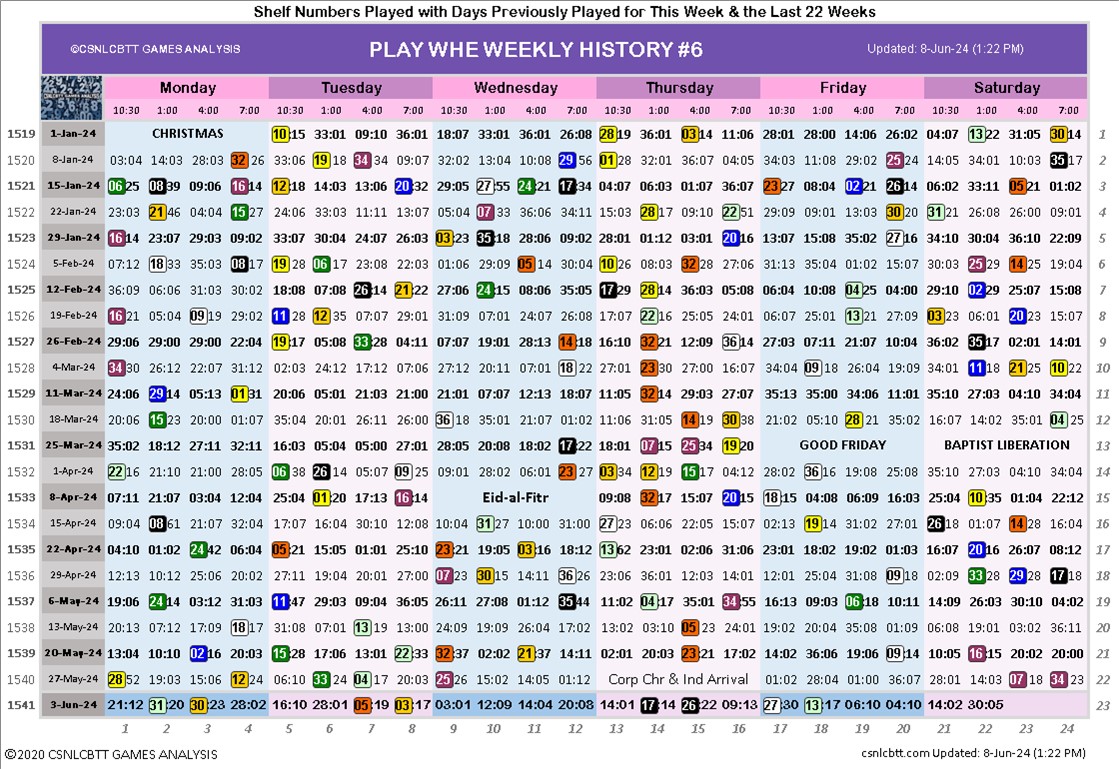 Shelf Numbers Played with Days Previously Played for This Week & the Last 22 Weeks
©CSNLCBTT GAMES ANALYSIS PLAY WHE WEEKLY HISTORY #6 Updated: 8-Jun-24 (1:22 PM)
Monday Tuesday Wednesday Thursday Friday Saturday
10:30 1:00 4:00 7:00 10:30 1:00 4:00 7:00 10:30 1:00 4:00 7:00 10:30 1:00 4:00 7:00 10:30 1:00 4:00 7:00 10:30 1:00 4:00 7:00
1519 1-Jan-24 CHRISTMAS 10:15 33:01 09:10 36:01 18:07 33:01 36:01 26:08 28:19 36:01 03:14 11:06 28:01 28:00 14:06 26:02 04:07 13:22 31:05 30:14 1
1520 8-Jan-24 03:04 14:03 28:03 32 26 33:06 19 18 34 34 09:07 32:02 13:04 10:08 29 56 01 28 32:01 36:07 04:05 34:03 11:08 29:02 25 24 14:05 34:01 10:03 35 17 2
1521 15-Jan-24 06 25 08 39 09:06 16 14 12 18 14:03 13:06 20 32 29:05 27 55 24 21 17 34 04:07 06:03 07:01 36:07 23 27 08:04 02 21 26 14 06:02 33:11 05 21 01:02 3
1522 22-Jan-24 23:03 21 46 04:04 15 27 24:06 33:03 11:11 13:07 05:04 07 33 36:06 34:11 15:03 28 17 09:10 22 51 29:09 09:01 13:03 30 20 31 21 26:08 26:00 09:01 4
1523 29-Jan-24 16 14 23:07 29:03 09:02 33:07 30:04 24:07 26:03 03 23 35 18 28:06 09:02 28:01 01:12 03:01 20 16 13:07 15:08 35:02 27 16 34:10 30:04 36:10 22:09 5
1524 5-Feb-24 07:12 18 33 35:03 08 17 19 28 06 17 23:08 22:03 01:06 29:09 05 14 30:04 10 26 08:03 32 28 27:06 31:13 35:04 01:02 15:07 30:03 25 29 14 25 19:04 6
1525 12-Feb-24 36:09 06:06 31:03 30:02 18:08 07:08 26 14 21 22 27:06 24 15 08:06 35:05 17 29 28 14 36:03 05:08 06:04 10:08 04 25 04:00 29:10 02 29 25:07 15:08 7
1526 19-Feb-24 16 21 05:04 09 19 29:02 11 28 12 35 07:07 29:01 31:09 07:01 24:07 26:08 17:07 22 16 25:05 24:01 06:07 25:01 13 21 27:09 03 23 06:01 20 23 15:07 8
1527 26-Feb-24 29:06 29:00 29:00 22:04 19 17 05:08 33 28 04:11 07:07 19:01 28:13 14 18 16:10 32 21 12:09 36 14 27:03 07:11 21:07 10:04 36:02 35 17 02:01 14:01 9
1528 4-Mar-24 34 30 26:12 07:07 31:12 02:03 24:12 17:12 07:06 27:12 20:11 07:01 18 22 27:01 23 30 23:00 22:07 34:04 09 18 26:04 19:09 34:01 11 18 21 25 10 22 10
1529 11-Mar-24 24:06 29 14 05:13 01 31 20:06 05:01 21:03 21:00 21:01 07:07 12:13 18:07 11:05 32 14 29:03 27:07 35:13 35:00 34:06 11:01 35:10 27:03 04:10 34:04 11
1530 18-Mar-24 20:06 15 23 20:00 01:07 35:04 20:01 26:11 26:00 36 18 35:01 21:07 01:02 11:06 31:05 14 19 30 38 21:02 05:10 28 21 35:02 16:07 14:02 35:01 04 25 12
1531 25-Mar-24 35:02 18:12 27:11 32:11 16:03 05:04 05:00 27:01 28:05 20:08 18:02 17 22 18:01 07 15 25 34 19 20 GOOD FRIDAY BAPTIST LIBERATION 13
1532 1-Apr-24 22 16 21:10 21:00 28:05 06 38 26 14 05:07 09 25 09:01 28:02 06:01 23 27 03 34 12 19 15 17 04:12 28:02 36 16 19:08 25:08 35:10 27:03 04:10 34:04 14
1533 8-Apr-24 07:11 21:07 03:04 12:04 25:04 01 20 17:13 16 14 Eid-al-Fitr 09:08 32 17 15:07 20 15 18 15 04:08 06:09 16:03 25:04 10 35 01:04 22:12 15
1534 15-Apr-24 09:04 08 61 21:07 32:04 17:07 16:04 30:10 12:08 10:04 31 27 10:00 31:00 27 23 06:06 22:05 15:07 02:13 19 14 31:02 27:01 26 18 01:07 14 28 16:04 16
1535 22-Apr-24 04:10 01:02 24 42 06:04 05 21 15:05 01:01 25:10 23 21 19:05 03 16 18:12 13 62 23:01 02:06 31:06 23:01 18:02 19:02 01:03 16:07 20 16 26:07 08:12 17
1536 29-Apr-24 12:13 10:12 25:06 20:02 27:11 19:04 20:01 27:00 07 23 30 15 14:11 36 26 23:06 36:01 12:03 14:01 12:01 21:08 31:04 09 18 02:09 33 28 29 28 17 18 18
1537 6-May-24 19:06 24 14 03:12 31:03 11 47 29:03 09:04 36:05 26:11 27:08 01:12 35 44 11:02 04 17 35:01 34 55 16:13 09:03 06 18 10:11 14:09 26:03 30:10 04:02 19
1538 13-May-24 20:13 07:12 17:09 18 17 31:08 07:01 13 19 13:00 24:09 19:09 26:04 17:02 13:02 03:10 05 23 24:01 19:02 20:04 35:08 01:09 06:08 19:01 03:02 36:11 20
1539 20-May-24 13:04 10:10 02 16 20:03 15 28 17:06 13:01 22 33 32 37 02:02 21 37 14:11 02:01 20:03 23 21 17:02 14:02 36:06 19:06 09 14 10:05 16 15 20:02 20:00 21
1540 27-May-24 28 52 19:03 15:06 12 24 06:10 33 24 04 17 20:03 25 26 15:02 14:05 01:12 Corp Chr & Ind Arrival 01:02 28:04 01:00 36:07 28:01 14:03 07 18 34 23 22
1541 3-Jun-24 21:12 31:20 30:23 28:02 16:10 28:01 05:19 03:17 03:01 12:09 14:04 20:08 14:01 17:14 26:22 09:13 27:30 13:17 06:10 04:10 14:02 30:05 23
1 2 3 4 5 6 7 8 9 10 11 12 13 14 15 16 17 18 19 20 21 22 23 24
©2020 CSNLCBTT GAMES ANALYSIS csnlcbtt.com Updated: 8-Jun-24 (1:22 PM)